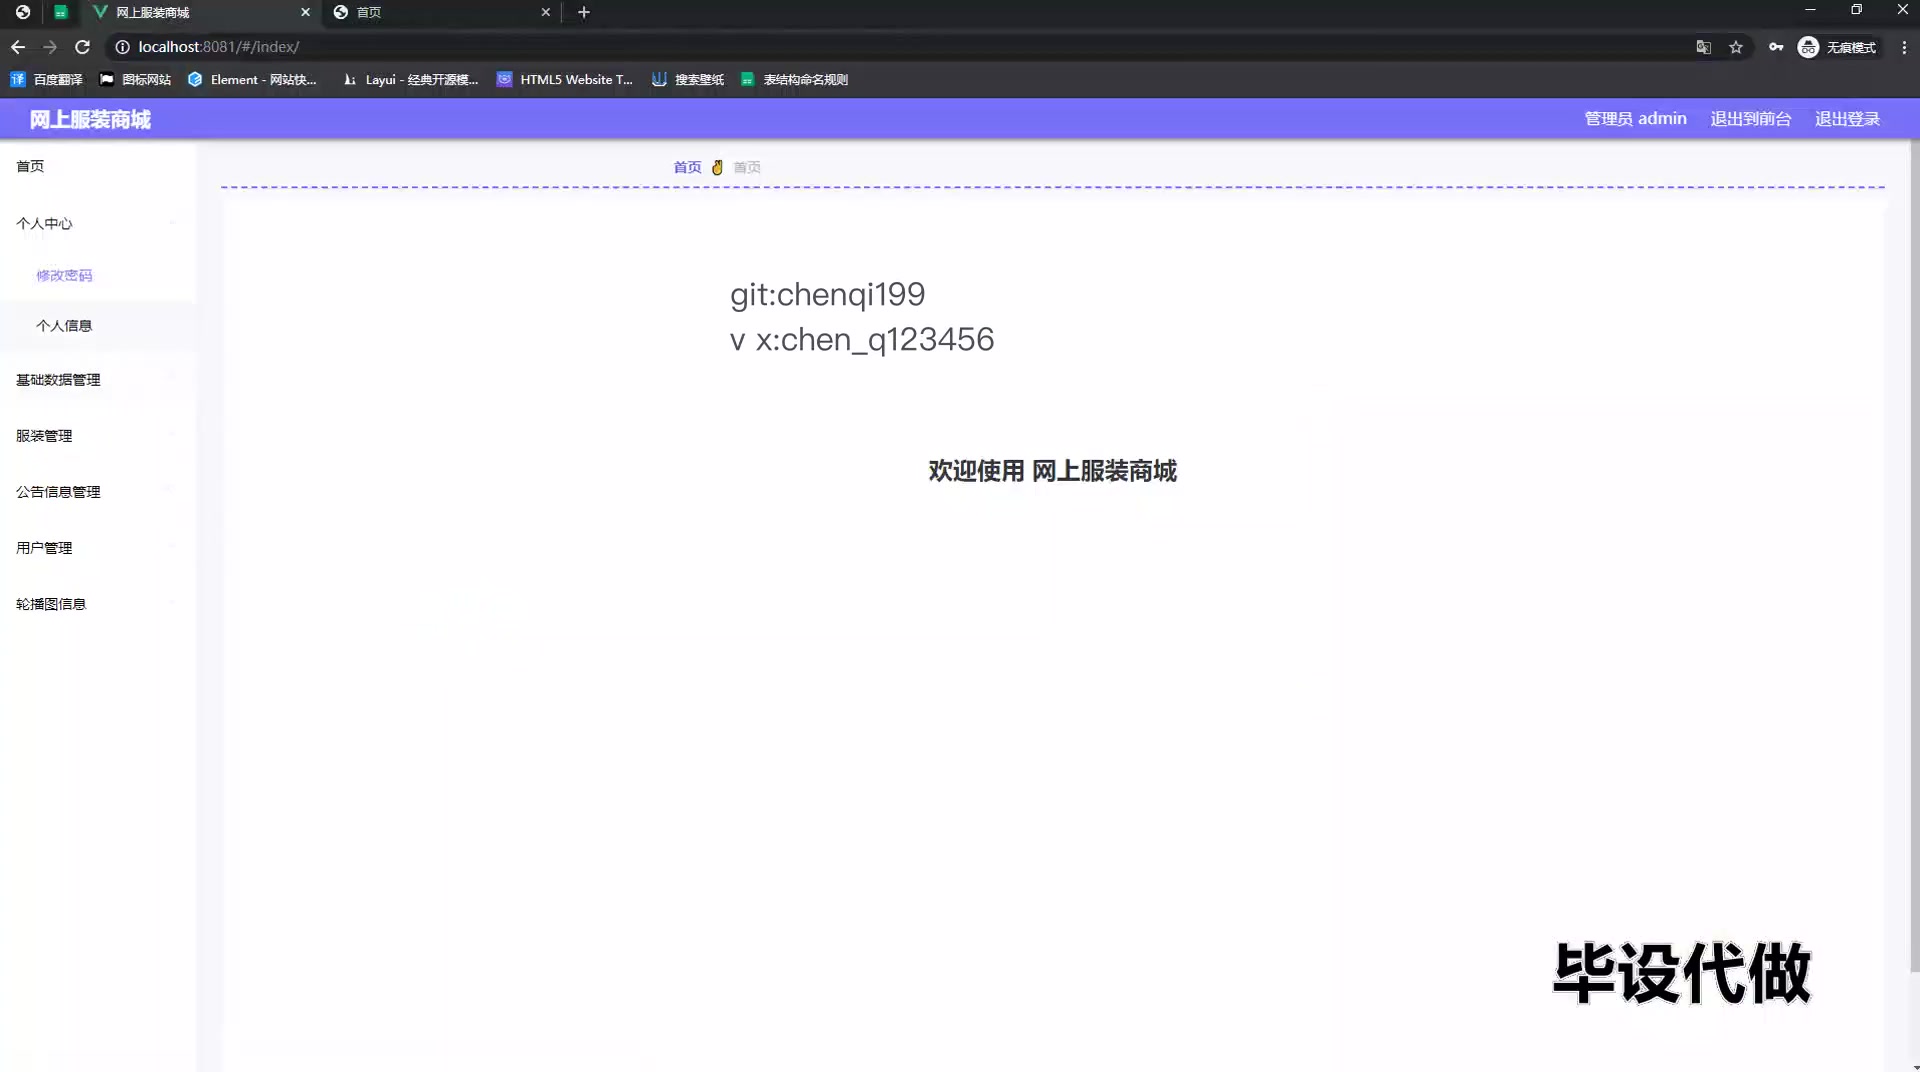 网上服装商城
首页
localhost:8081/#/index/
无痕模式
百度翻译
图标网站
Element - 网站快...
Layui - 经典开源模...
HTML5 Website T...
搜索壁纸
表结构命名规则
网上服装商城
管理员 admin
退出到前台
退出登录
首页
个人中心
修改密码
个人信息
基础数据管理
服装管理
公告信息管理
用户管理
轮播图信息
首页 首页
git:chenqi199
v x:chen_q123456
欢迎使用 网上服装商城
毕设代做